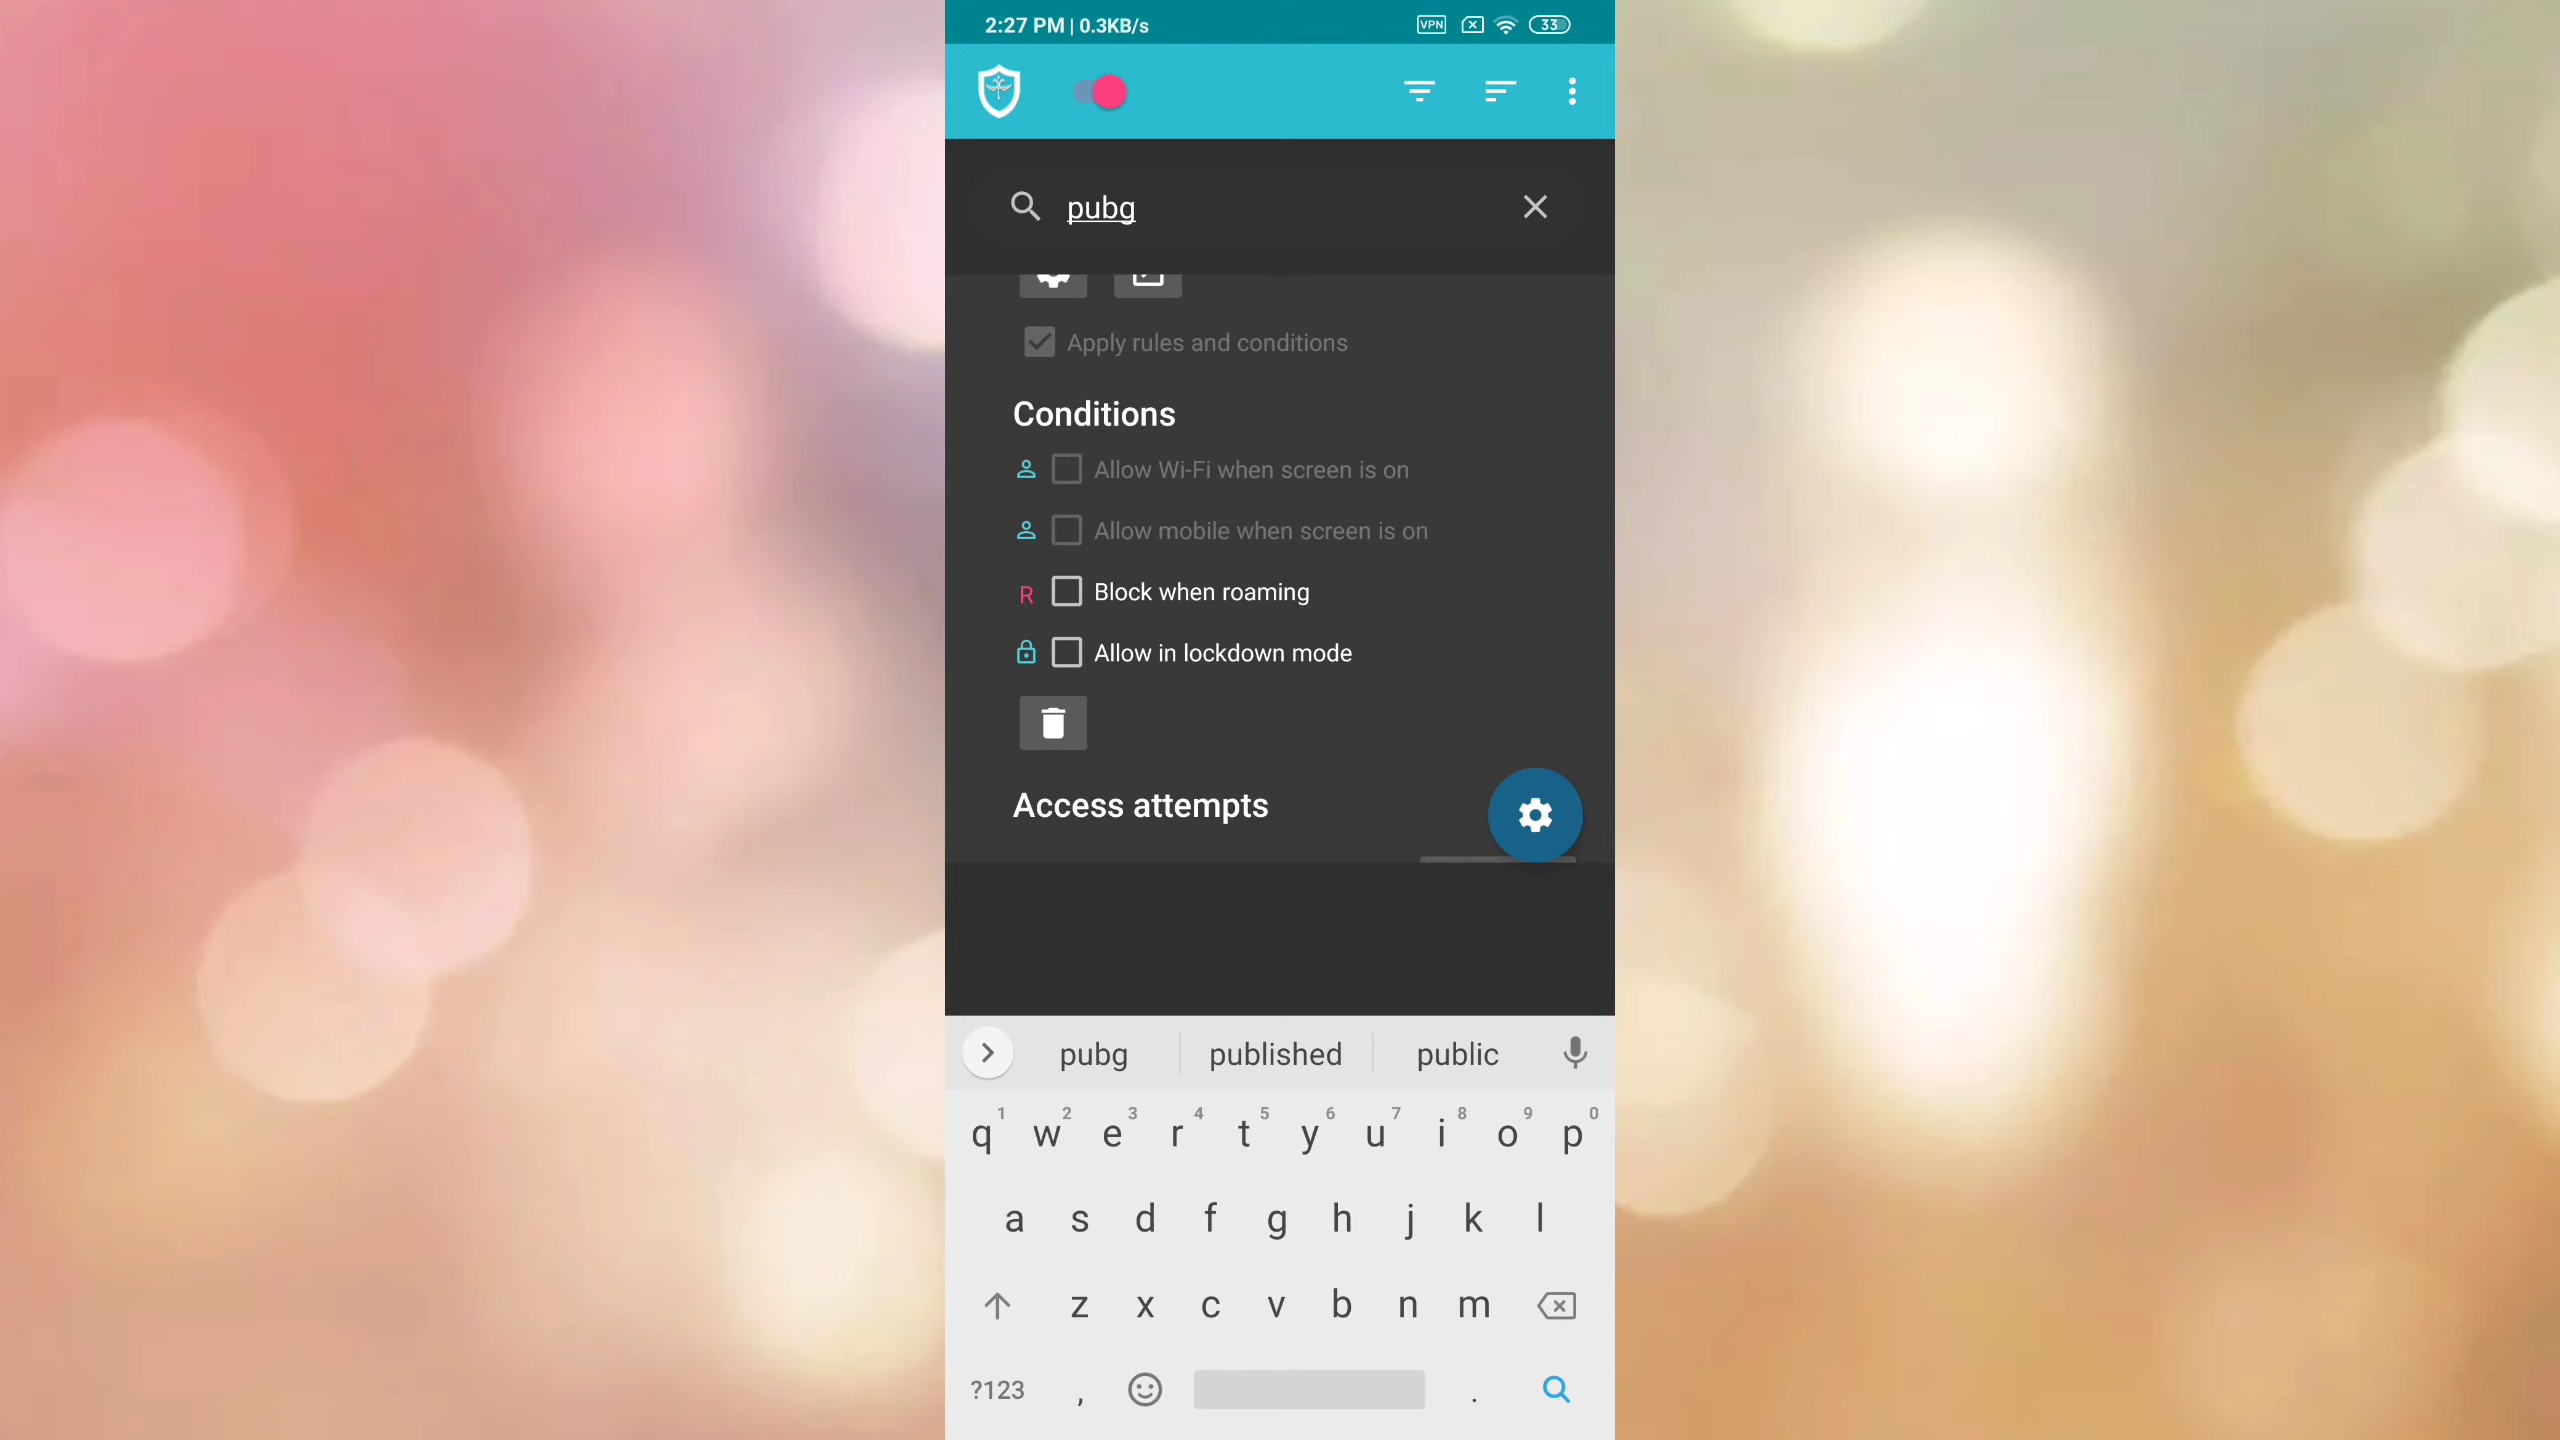 2:27 PM | 0.3KB/s VPN 33
pubg
Apply rules and conditions
Conditions
Allow Wi-Fi when screen is on
Allow mobile when screen is on
R Block when roaming
Allow in lockdown mode
Access attempts
pubg published public
1 2 3 4 5 6 7 8 9 0
q w e r t y u i o p
a s d f g h j k l
z x c v b n m
?123 , .